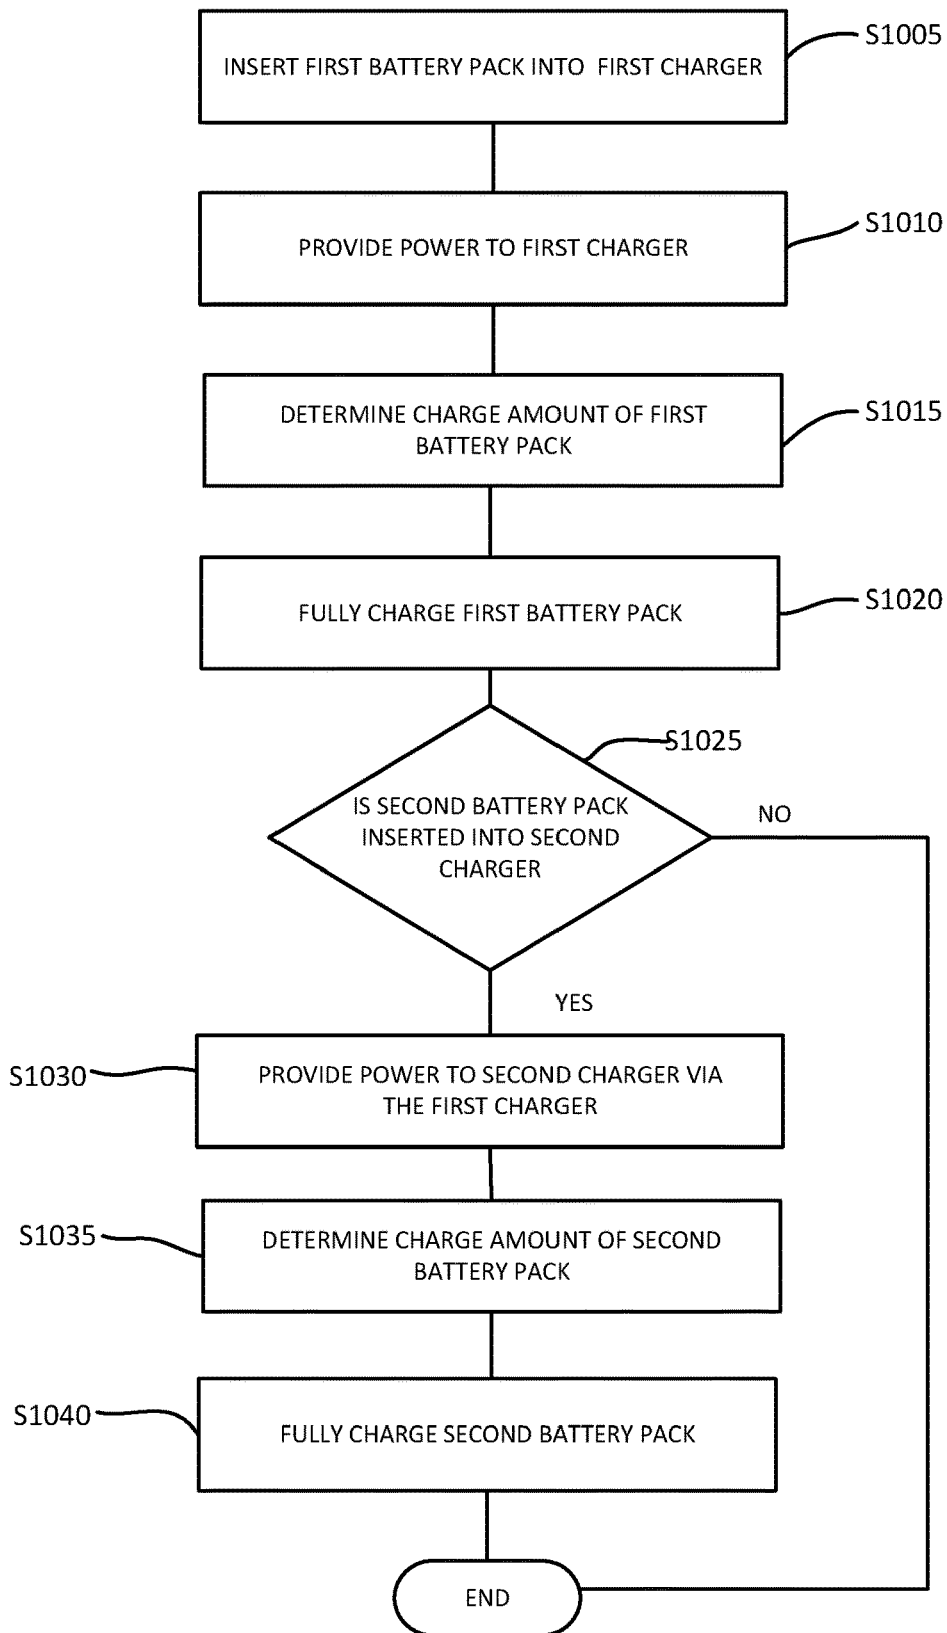 S1005
INSERT FIRST BATTERY PACK INTO FIRST CHARGER
S1010
PROVIDE POWER TO FIRST CHARGER
S1015
DETERMINE CHARGE AMOUNT OF FIRST
BATTERY PACK
S1020
FULLY CHARGE FIRST BATTERY PACK
S1025
IS SECOND BATTERY PACK
INSERTED INTO SECOND
CHARGER
NO
YES
S1030
PROVIDE POWER TO SECOND CHARGER VIA
THE FIRST CHARGER
S1035
DETERMINE CHARGE AMOUNT OF SECOND
BATTERY PACK
S1040
FULLY CHARGE SECOND BATTERY PACK
END